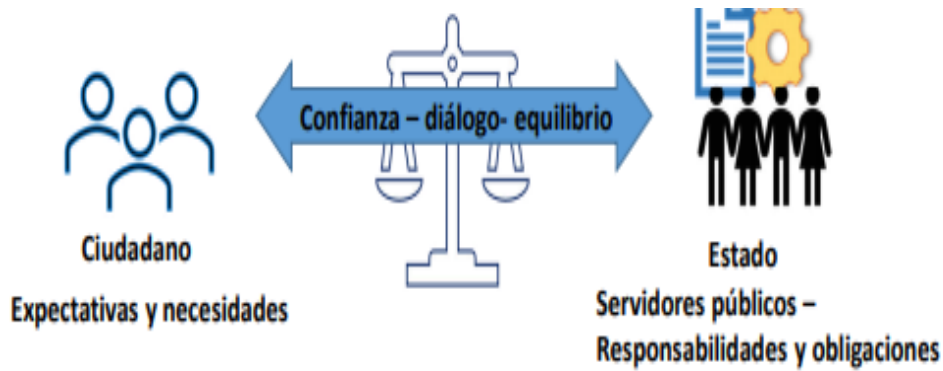 Confianza – diálogo- equilibrio
Ciudadano
Expectativas y necesidades
Estado
Servidores públicos –
Responsabilidades y obligaciones